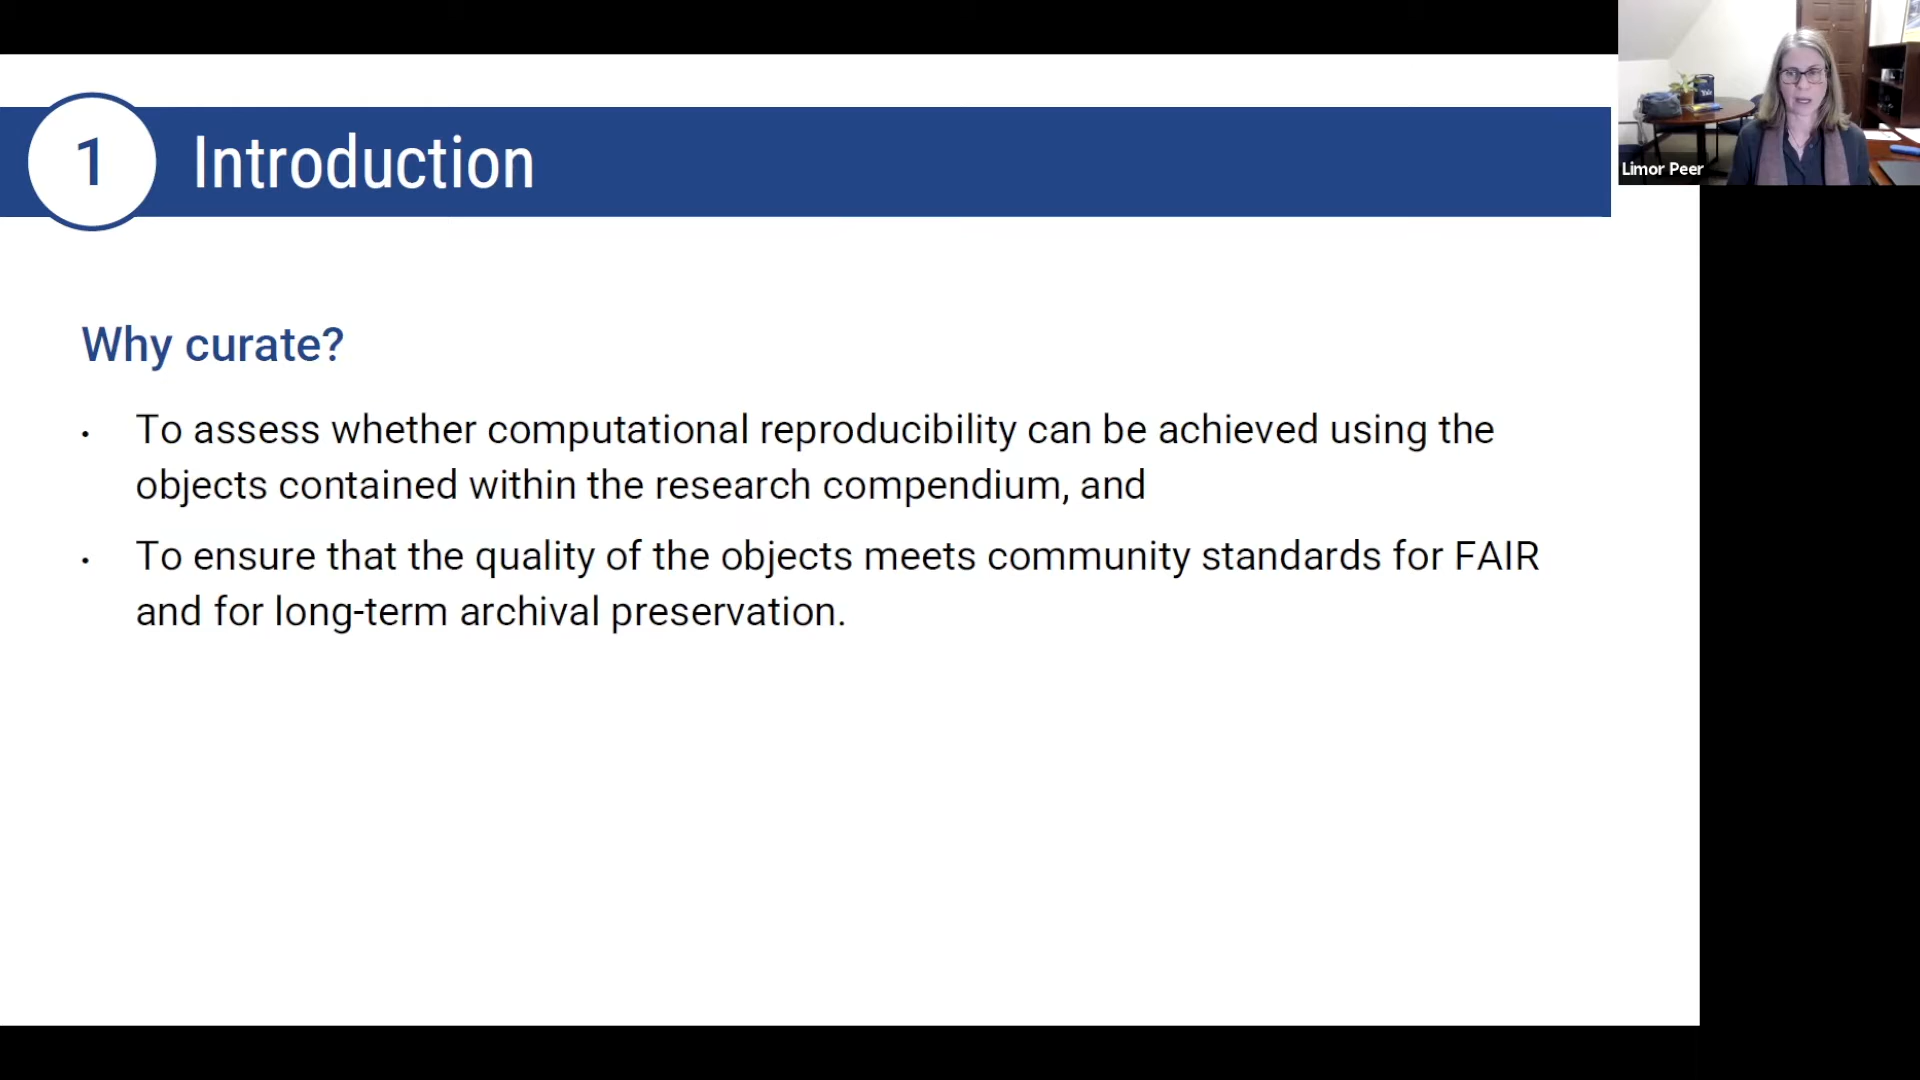 1 Introduction
Limor Peer
Why curate?
• To assess whether computational reproducibility can be achieved using the
objects contained within the research compendium, and
• To ensure that the quality of the objects meets community standards for FAIR
and for long-term archival preservation.